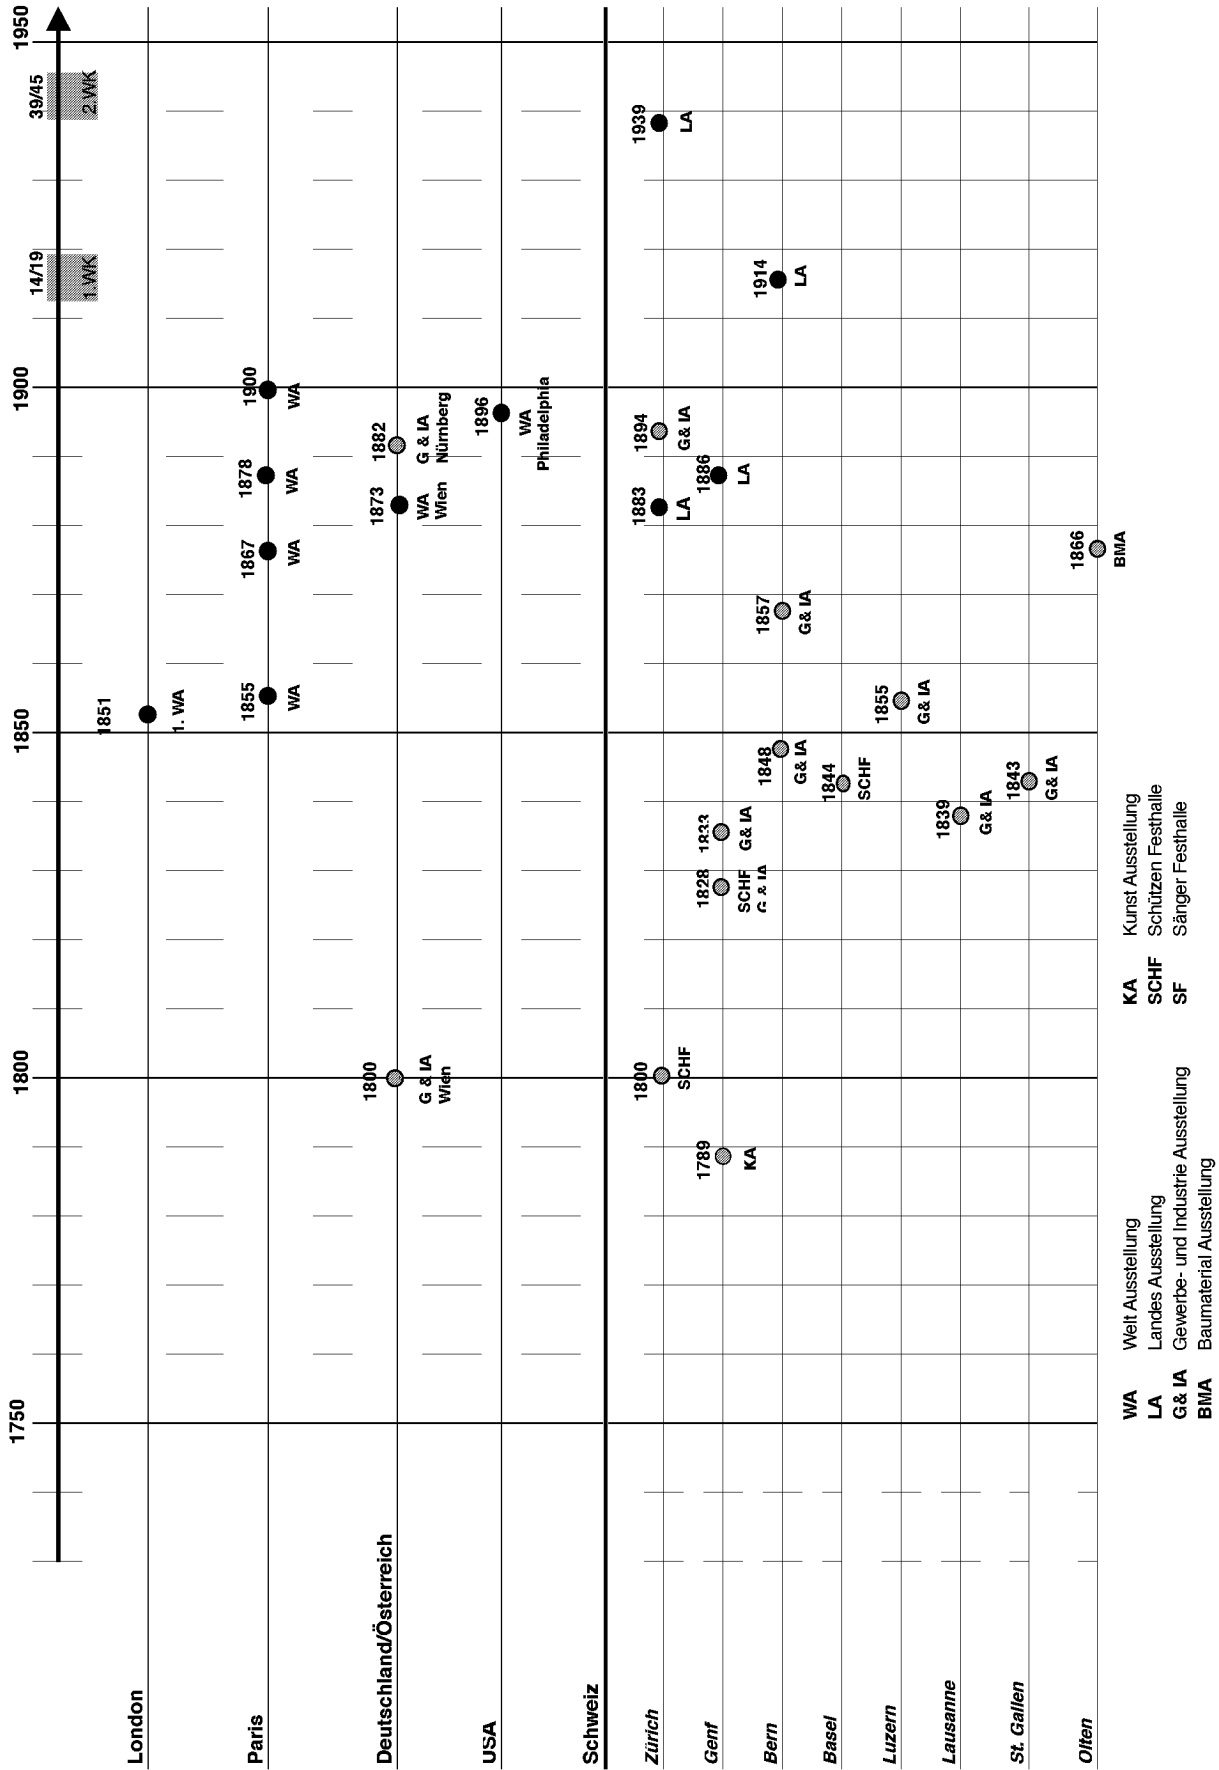 1750
1800
1850
1900
1950
14/19
39/45
1.WK
2.WK
London
1851
1. WA
Paris
1855
WA
1867
WA
1878
WA
1900
WA
Deutschland/Österreich
1800
G & IA
Wien
1873
WA
Wien
1882
G & IA
Nürnberg
USA
1896
WA
Philadelphia
Schweiz
Zürich
1800
SCHF
1883
LA
1894
G& IA
1939
LA
Genf
1789
KA
1828
SCHF
G & IA
1833
G& IA
1886
LA
Bern
1848
G& IA
1857
G& IA
1914
LA
Basel
1844
SCHF
Luzern
1855
G& IA
Lausanne
1839
G& IA
St. Gallen
1843
G& IA
Olten
1866
BMA
WA Welt Ausstellung
LA Landes Ausstellung
G& IA Gewerbe- und Industrie Ausstellung
BMA Baumaterial Ausstellung
KA Kunst Ausstellung
SCHF Schützen Festhalle
SF Sänger Festhalle